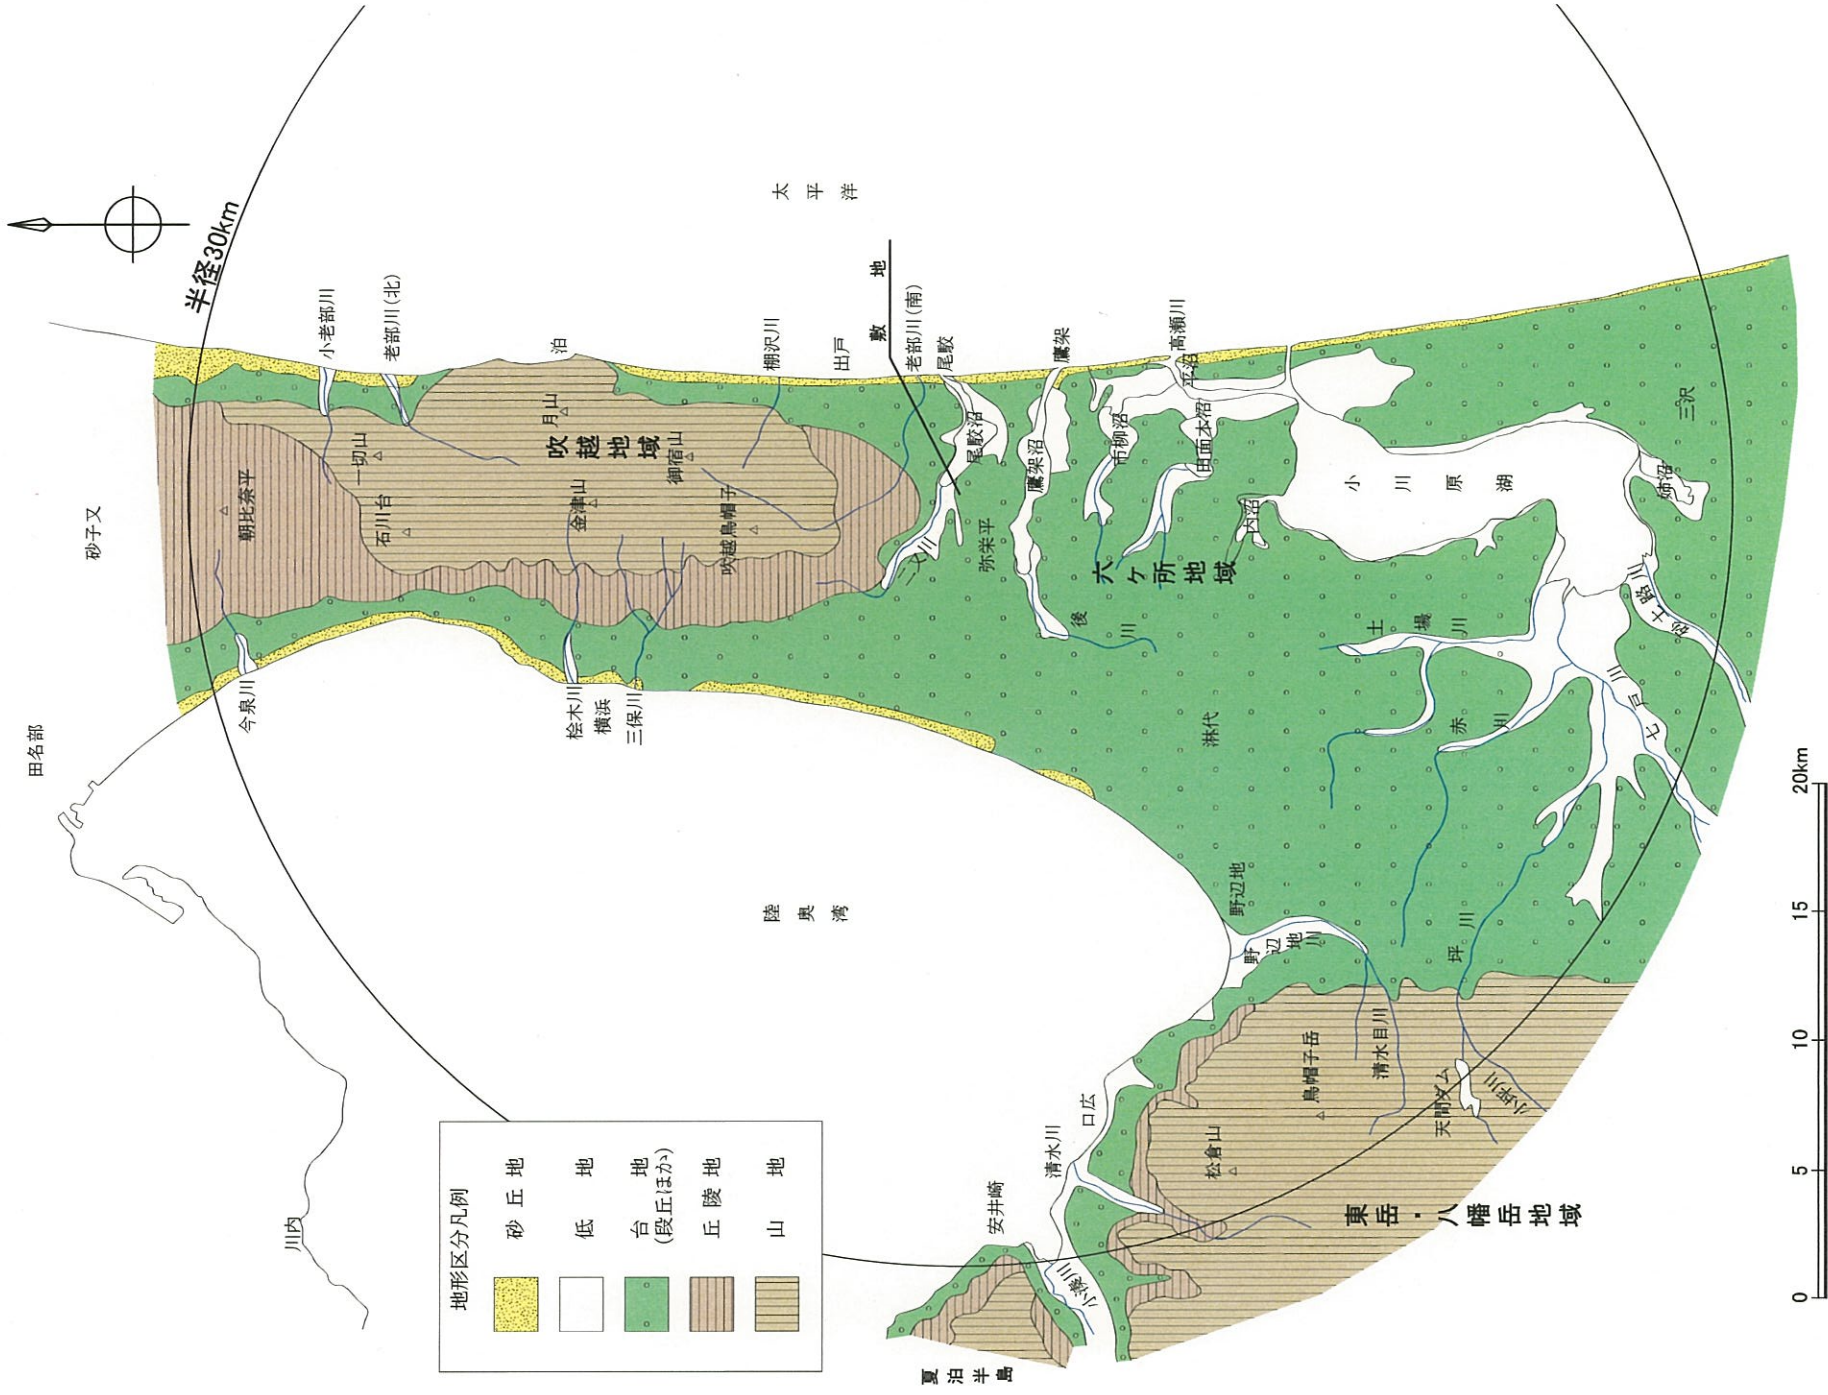 半径30km
砂子又
田名部
川内
小老部川
老部川(北)
泊
棚沢川
出戸
敷地
老部川(南)
尾駮
鷹架
高瀬川
太平洋
朝比奈平
一切山
石川台
月山
吹越地域
金津山
御宿山
吹越烏帽子
今泉川
桧木川
横浜
三保川
二又川
尾駮沼
弥栄平
鷹架沼
市柳沼
平沼
田面木沼
六ヶ所地域
後川
内沼
小川原湖
姉沼
三沢
土場川
砂土路川
淋代
赤川
七戸川
陸奥湾
野辺地
野辺地川
坪川
烏帽子岳
清水目川
天間ダム
小坪川
松倉山
口広
清水川
安井崎
小湊川
東岳・八幡岳地域
夏泊半島
地形区分凡例
砂丘地
低地
台地
(段丘ほか)
丘陵地
山地
0 5 10 15 20km